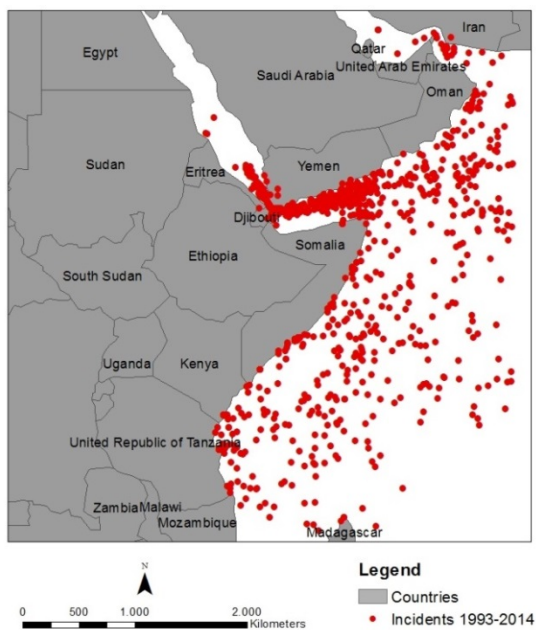 Iran
Qatar
Egypt
United Arab Emirates
Saudi Arabia
Oman
Sudan
Yemen
Eritrea
Djibouti
Somalia
Ethiopia
South Sudan
Uganda
Kenya
United Republic of Tanzania
Zambia
Malawi
Mozambique
Madagascar
N
Legend
Countries
Incidents 1993-2014
0 500 1.000 2.000
Kilometers